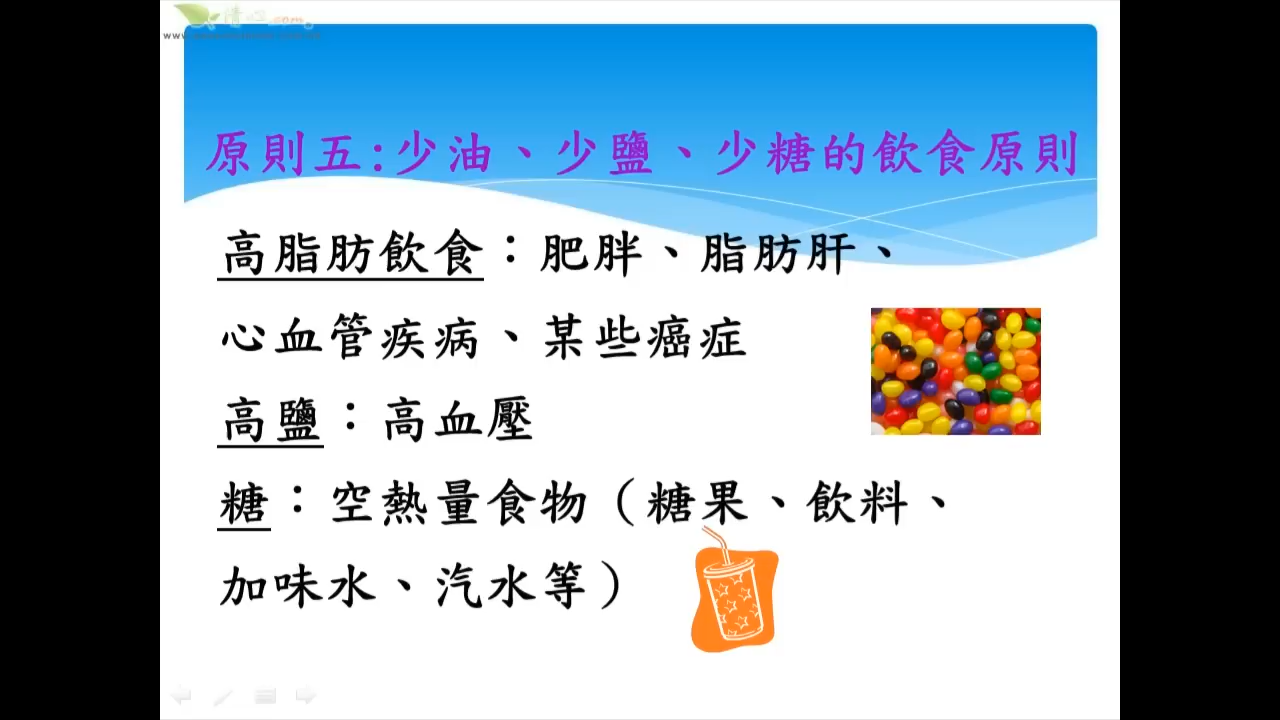 原則五:少油、少鹽、少糖的飲食原則
高脂肪飲食：肥胖、脂肪肝、
心血管疾病、某些癌症
高鹽：高血壓
糖：空熱量食物（糖果、飲料、
加味水、汽水等）